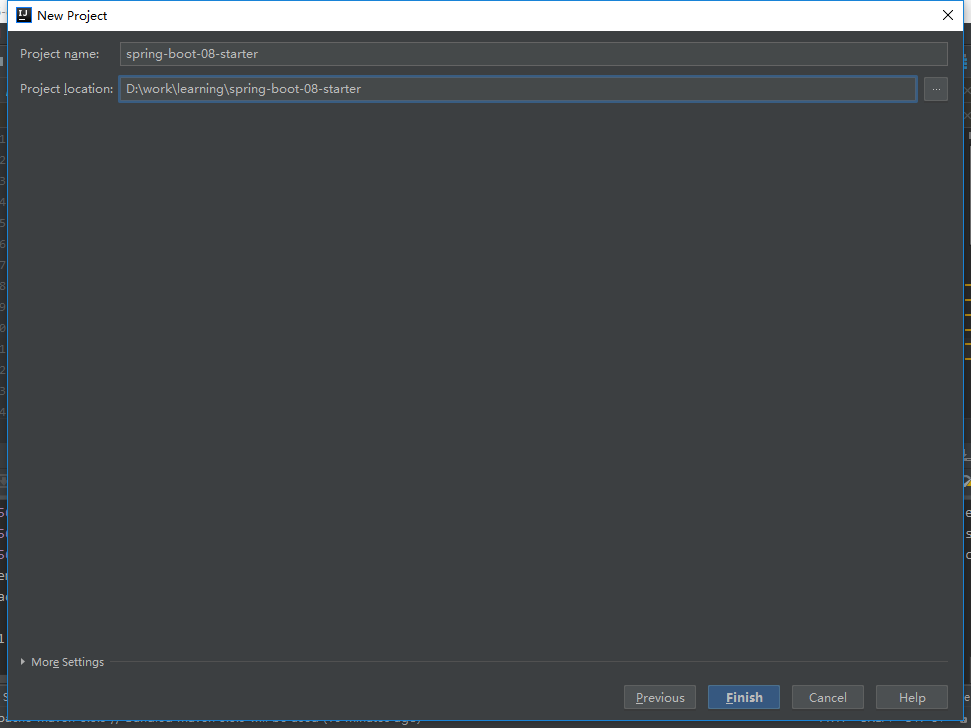 New Project
Project name: spring-boot-08-starter
Project location: D:\work\learning\spring-boot-08-starter ...
More Settings
Previous Finish Cancel Help